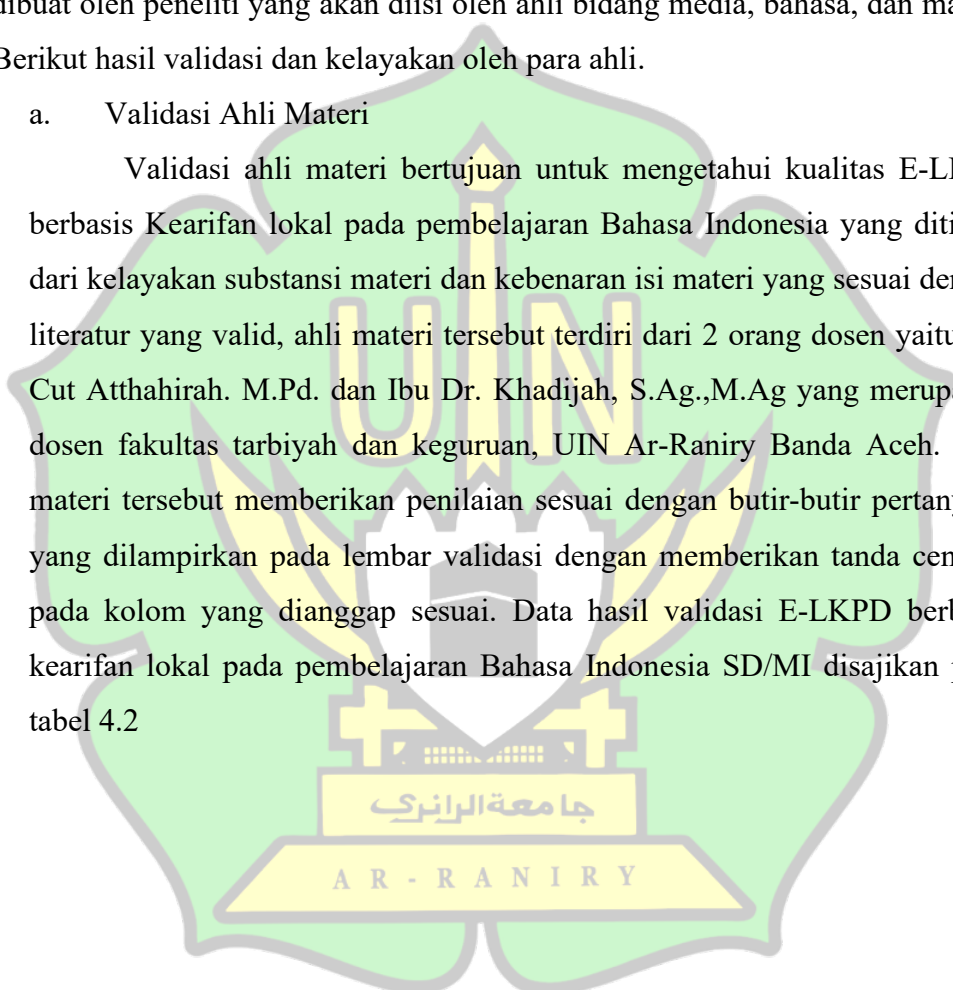 dibuat oleh peneliti yang akan diisi oleh ahli bidang media, bahasa, dan ma
Berikut hasil validasi dan kelayakan oleh para ahli.
a. Validasi Ahli Materi
Validasi ahli materi bertujuan untuk mengetahui kualitas E-L
berbasis Kearifan lokal pada pembelajaran Bahasa Indonesia yang diti
dari kelayakan substansi materi dan kebenaran isi materi yang sesuai de
literatur yang valid, ahli materi tersebut terdiri dari 2 orang dosen yaitu
Cut Atthahirah. M.Pd. dan Ibu Dr. Khadijah, S.Ag.,M.Ag yang merup
dosen fakultas tarbiyah dan keguruan, UIN Ar-Raniry Banda Aceh.
materi tersebut memberikan penilaian sesuai dengan butir-butir pertany
yang dilampirkan pada lembar validasi dengan memberikan tanda cen
pada kolom yang dianggap sesuai. Data hasil validasi E-LKPD berb
kearifan lokal pada pembelajaran Bahasa Indonesia SD/MI disajikan
tabel 4.2
UIN
جامعة الرانري
AR-RANIRY